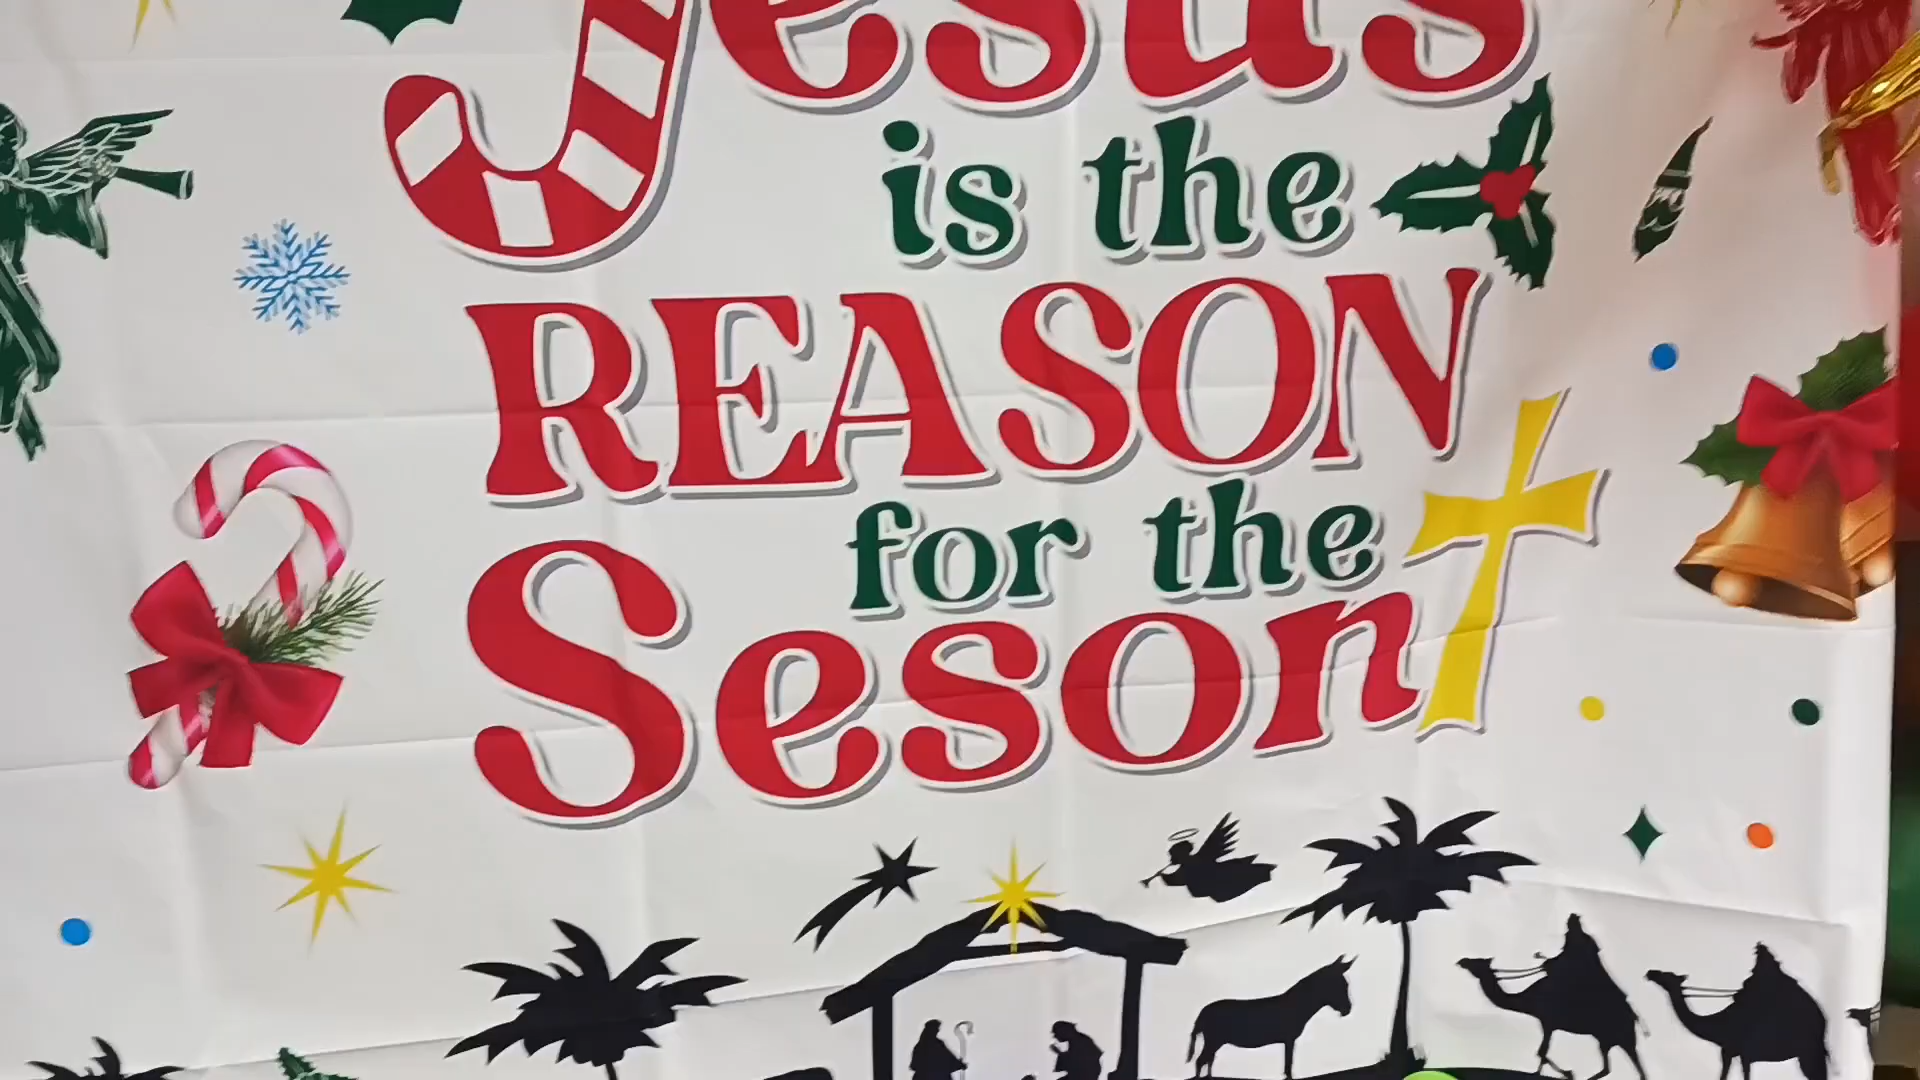 Jesus
is the
REASON
for the
Seson